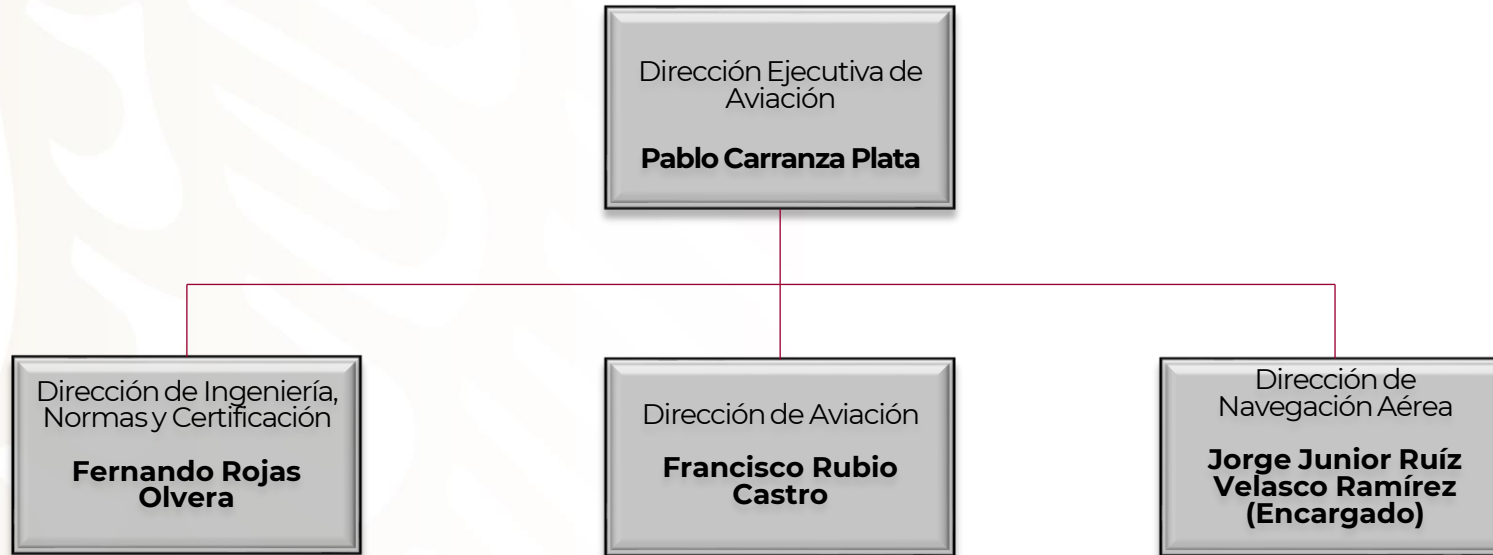 Dirección Ejecutiva de
Aviación
Pablo Carranza Plata
Dirección de Ingeniería,
Normas y Certificación
Fernando Rojas
Olvera
Dirección de Aviación
Francisco Rubio
Castro
Dirección de
Navegación Aérea
Jorge Junior Ruíz
Velasco Ramírez
(Encargado)